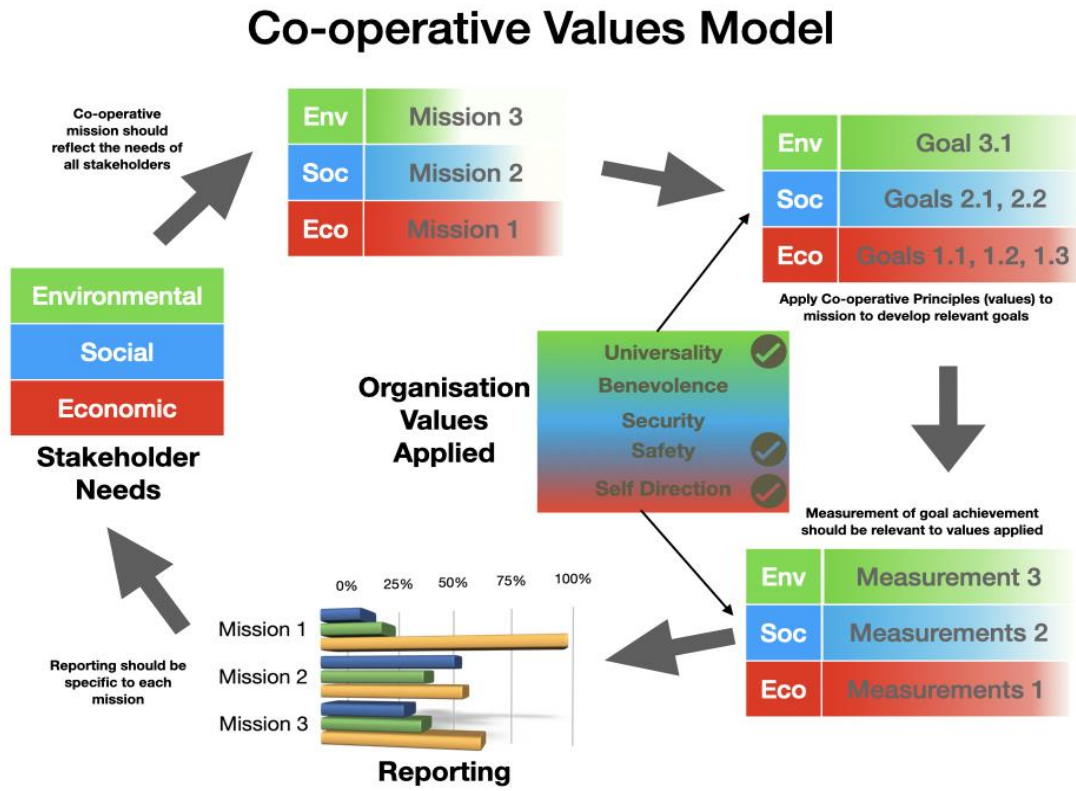 Co-operative Values Model
Co-operative
mission should
reflect the needs of
all stakeholders
Env Mission 3
Soc Mission 2
Eco Mission 1
Env Goal 3.1
Soc Goals 2.1, 2.2
Eco Goals 1.1, 1.2, 1.3
Apply Co-operative Principles (values) to
mission to develop relevant goals
Environmental
Social
Economic
Stakeholder
Needs
Organisation
Values
Applied
Universality
Benevolence
Security
Safety
Self Direction
Measurement of goal achievement
should be relevant to values applied
Env Measurement 3
Soc Measurements 2
Eco Measurements 1
0% 25% 50% 75% 100%
Mission 1
Mission 2
Mission 3
Reporting
Reporting should be
specific to each
mission